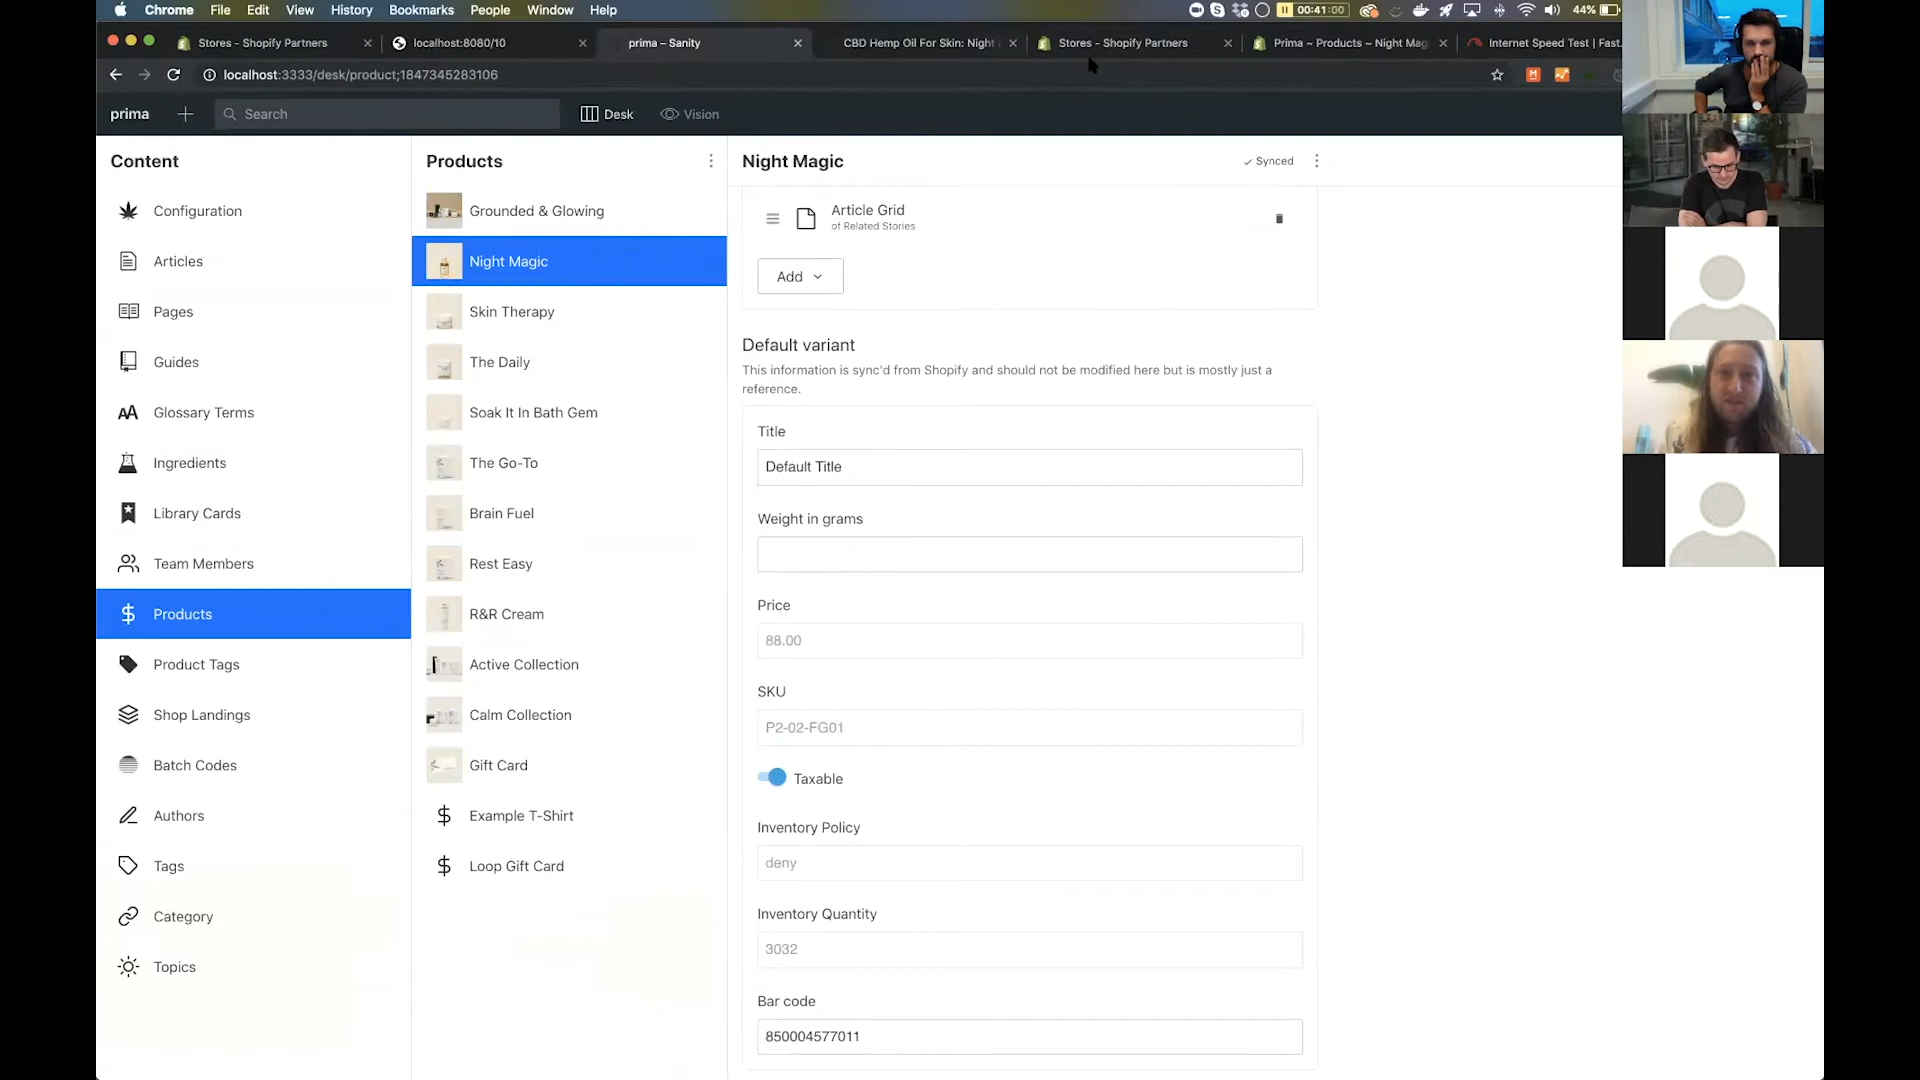 Chrome File Edit View History Bookmarks People Window Help
00:41:00 44%
Stores - Shopify Partners
localhost:8080/10
prima – Sanity
CBD Hemp Oil For Skin: Night
Stores - Shopify Partners
Prima ~ Products ~ Night Mag
Internet Speed Test | Fast.
localhost:3333/desk/product;1847345283106
prima
Search
Desk
Vision
Content
Configuration
Articles
Pages
Guides
Glossary Terms
Ingredients
Library Cards
Team Members
Products
Product Tags
Shop Landings
Batch Codes
Authors
Tags
Category
Topics
Products
Grounded & Glowing
Night Magic
Skin Therapy
The Daily
Soak It In Bath Gem
The Go-To
Brain Fuel
Rest Easy
R&R Cream
Active Collection
Calm Collection
Gift Card
Example T-Shirt
Loop Gift Card
Night Magic
Synced
Article Grid
of Related Stories
Add
Default variant
This information is sync'd from Shopify and should not be modified here but is mostly just a
reference.
Title
Default Title
Weight in grams
Price
88.00
SKU
P2-02-FG01
Taxable
Inventory Policy
deny
Inventory Quantity
3032
Bar code
850004577011